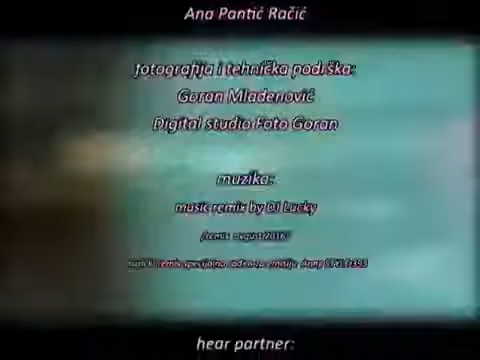 Ana Pantić Račić
fotografija i tehnička podrška:
Goran Mladenović
Digital studio Foto Goran
muzika:
music remix by DJ Lucky
hear partner: